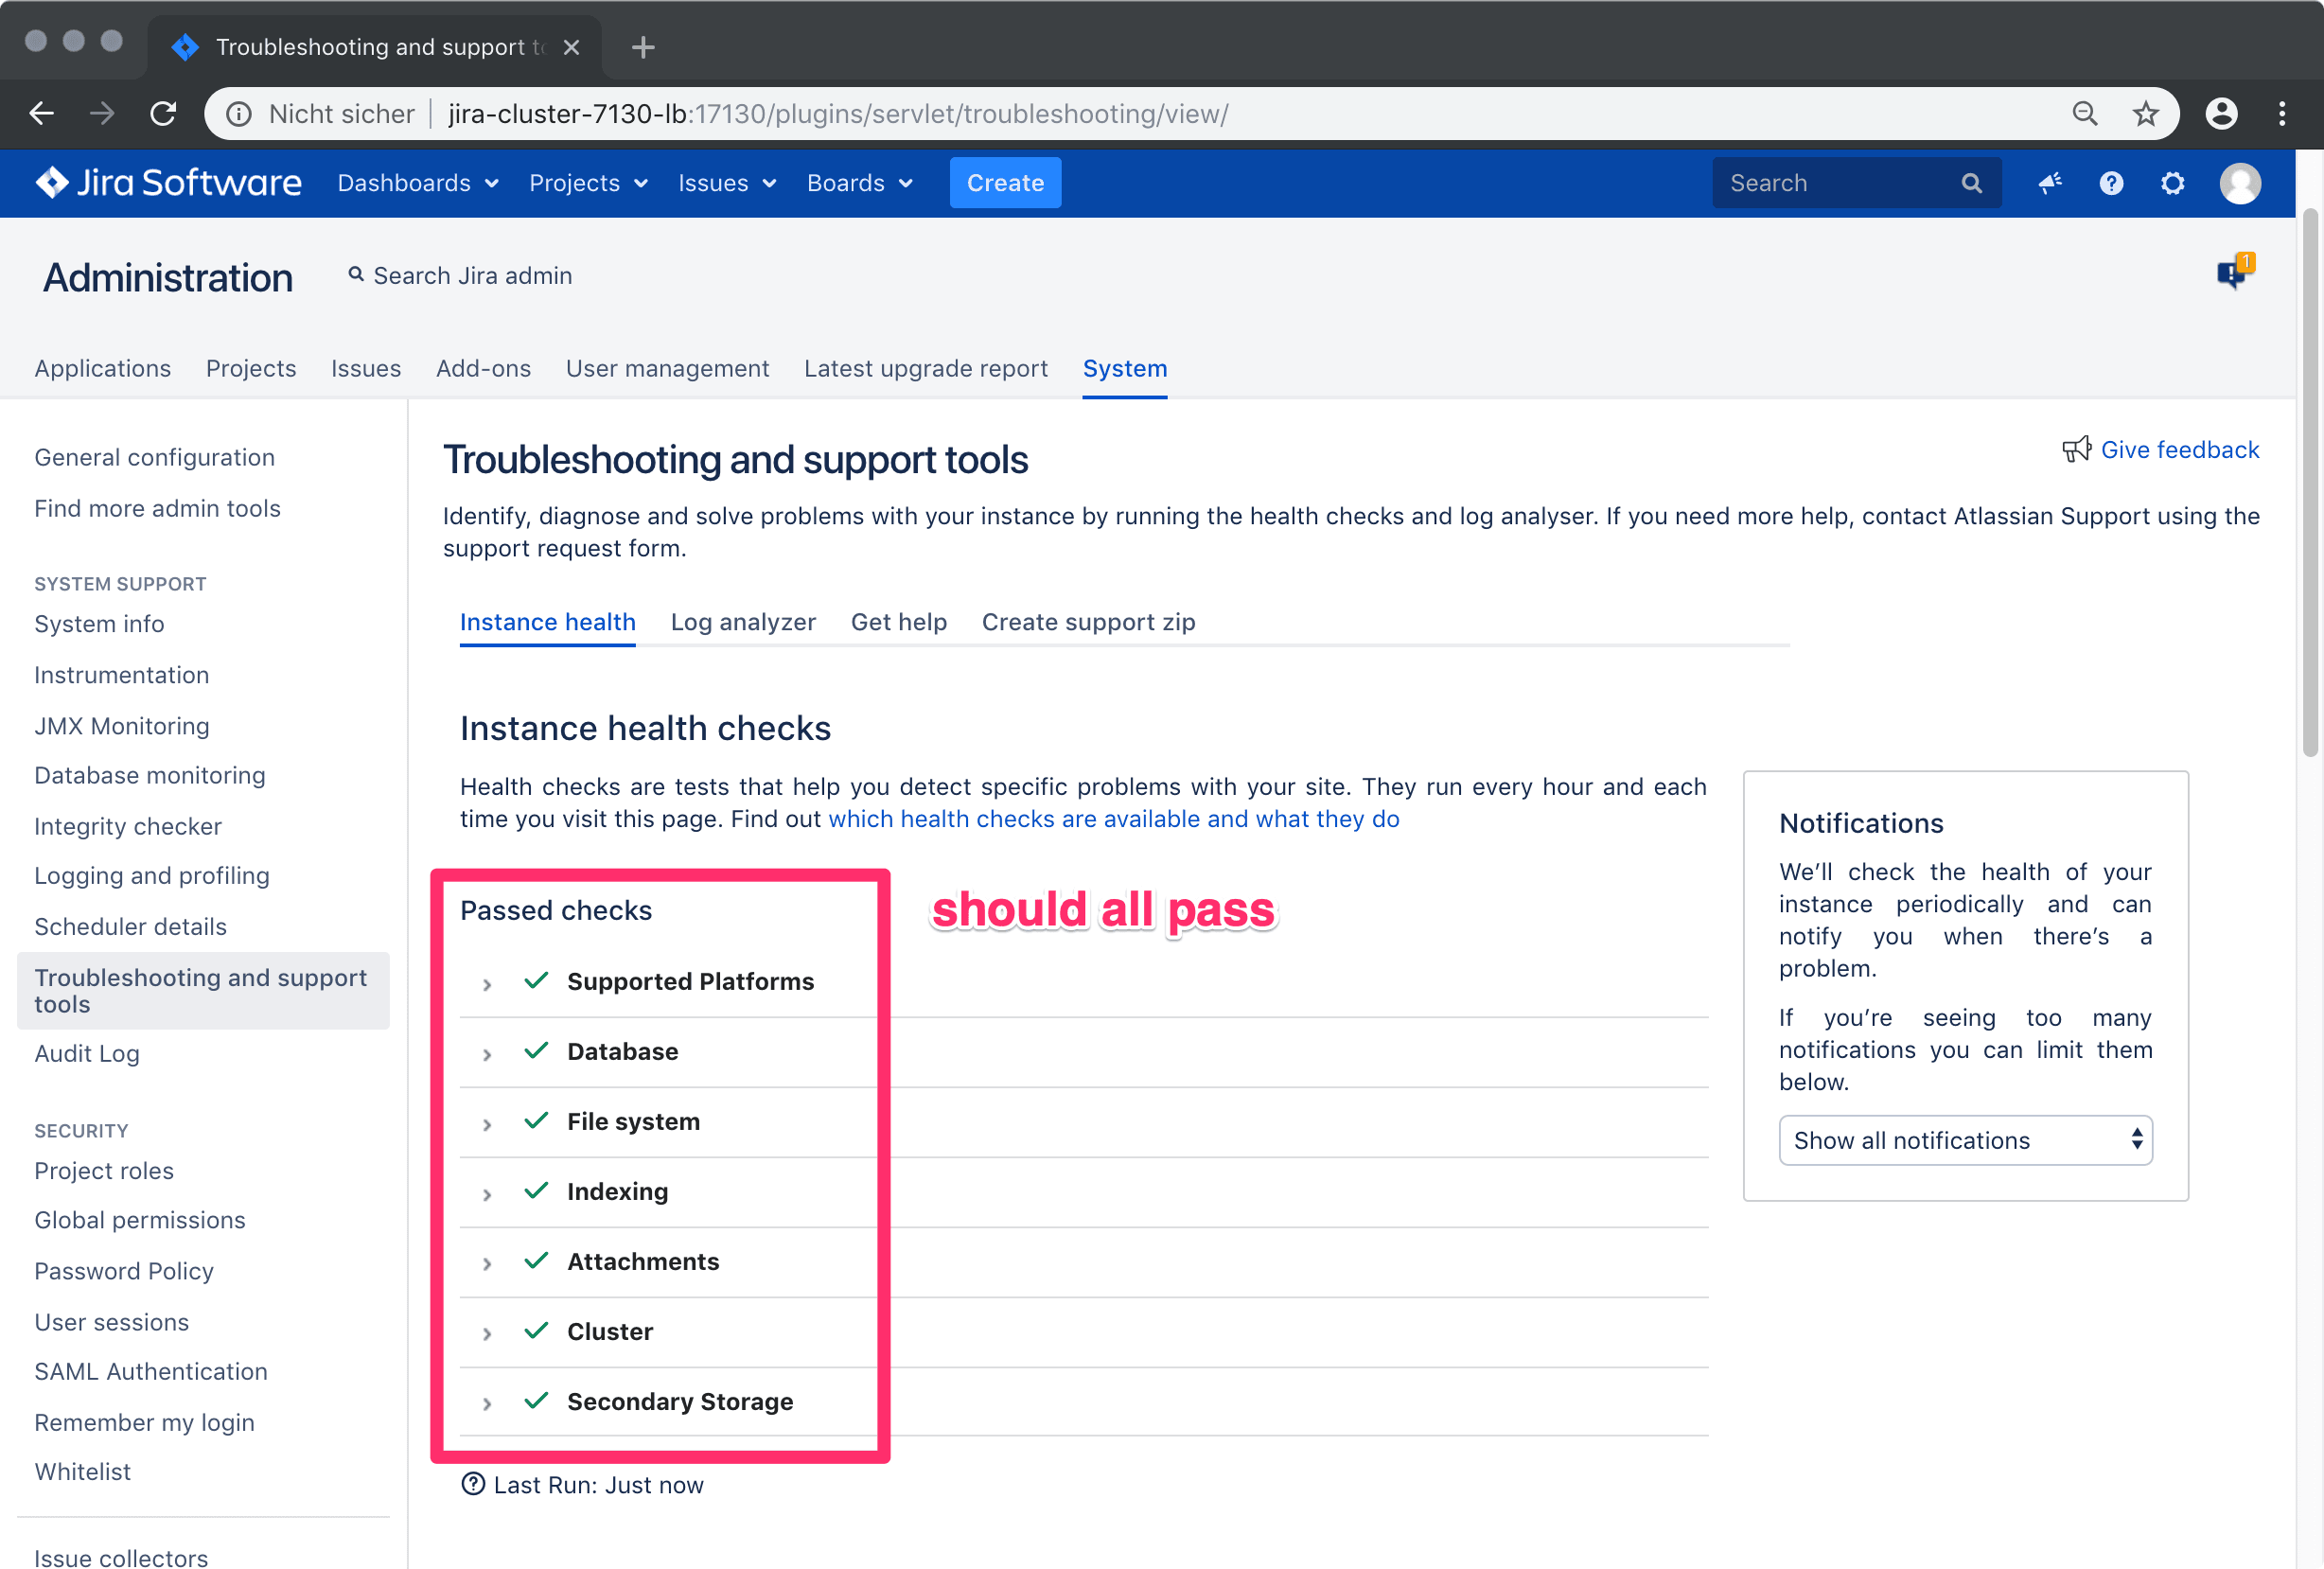 Troubleshooting and support to
Nicht sicher
jira-cluster-7130-lb:17130/plugins/servlet/troubleshooting/view/
Jira Software
Dashboards
Projects
Issues
Boards
Create
Search
Administration
Search Jira admin
1
Applications
Projects
Issues
Add-ons
User management
Latest upgrade report
System
General configuration
Find more admin tools
SYSTEM SUPPORT
System info
Instrumentation
JMX Monitoring
Database monitoring
Integrity checker
Logging and profiling
Scheduler details
Troubleshooting and support
tools
Audit Log
SECURITY
Project roles
Global permissions
Password Policy
User sessions
SAML Authentication
Remember my login
Whitelist
Issue collectors
Troubleshooting and support tools
Give feedback
Identify, diagnose and solve problems with your instance by running the health checks and log analyser. If you need more help, contact Atlassian Support using the
support request form.
Instance health
Log analyzer
Get help
Create support zip
Instance health checks
Health checks are tests that help you detect specific problems with your site. They run every hour and each
time you visit this page. Find out which health checks are available and what they do
Passed checks
should all pass
Supported Platforms
Database
File system
Indexing
Attachments
Cluster
Secondary Storage
Last Run: Just now
Notifications
We’ll check the health of your
instance periodically and can
notify you when there’s a
problem.
If you’re seeing too many
notifications you can limit them
below.
Show all notifications